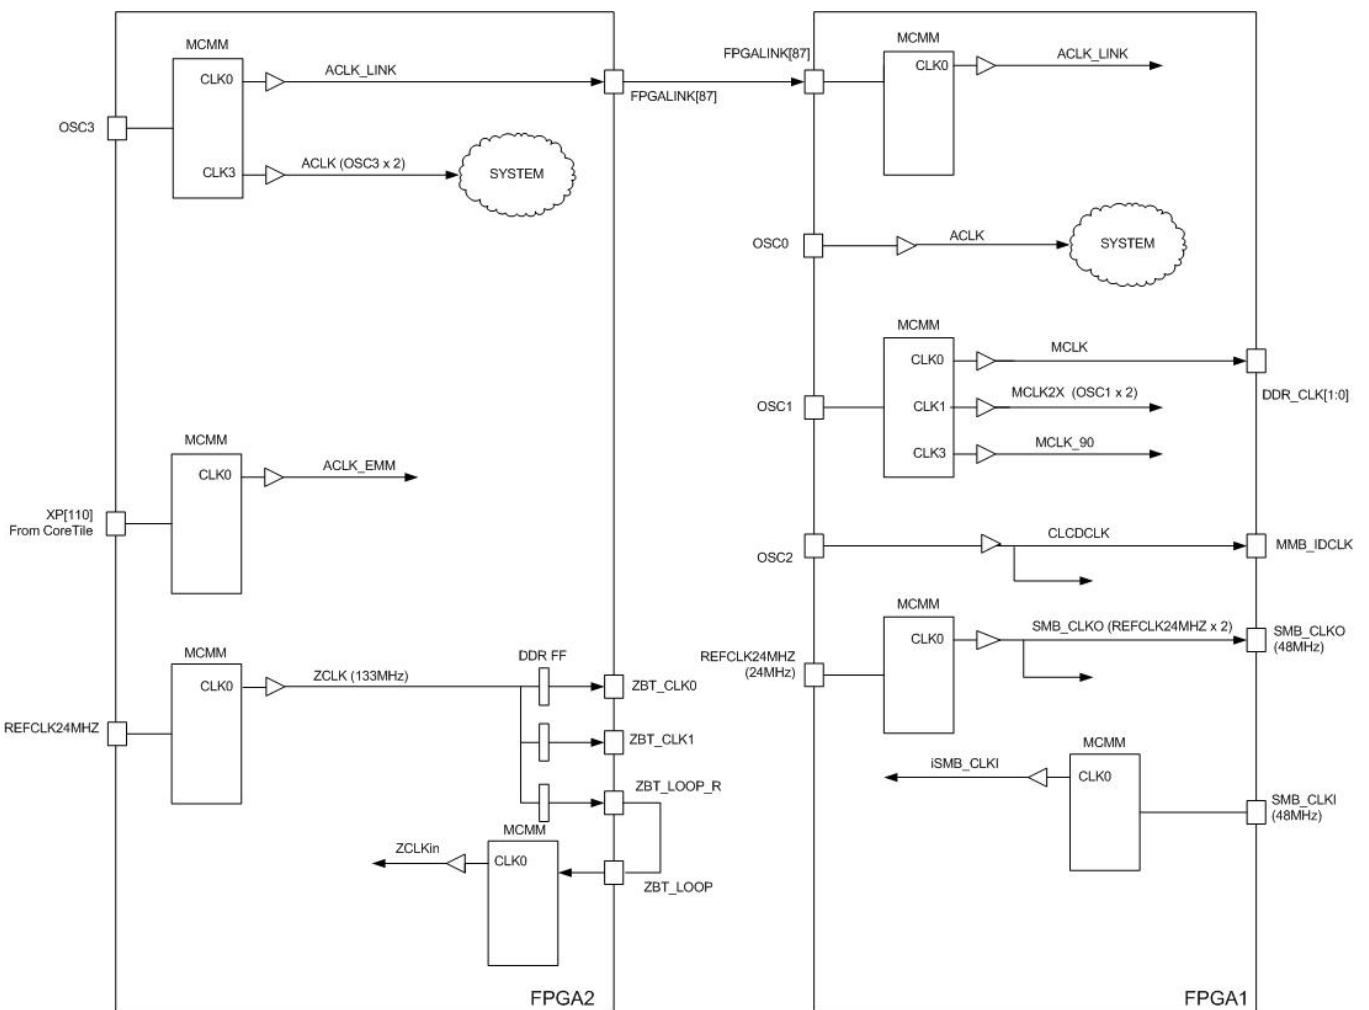 MCMM
CLK0
ACLK_LINK
FPGALINK[87]
OSC3
CLK3
ACLK (OSC3 x 2)
SYSTEM
MCMM
CLK0
ACLK_EMM
XP[110]
From CoreTile
MCMM
CLK0
ZCLK (133MHz)
DDR FF
ZBT_CLK0
REFCLK24MHZ
ZBT_CLK1
ZBT_LOOP_R
MCMM
ZCLKin
CLK0
ZBT_LOOP
FPGA2
FPGALINK[87]
MCMM
CLK0
ACLK_LINK
OSC0
ACLK
SYSTEM
MCMM
CLK0
MCLK
DDR_CLK[1:0]
OSC1
CLK1
MCLK2X (OSC1 x 2)
CLK3
MCLK_90
OSC2
CLCDCLK
MMB_IDCLK
MCMM
CLK0
SMB_CLKO (REFCLK24MHZ x 2)
SMB_CLKO
(48MHz)
REFCLK24MHZ
(24MHz)
MCMM
iSMB_CLKI
CLK0
SMB_CLKI
(48MHz)
FPGA1